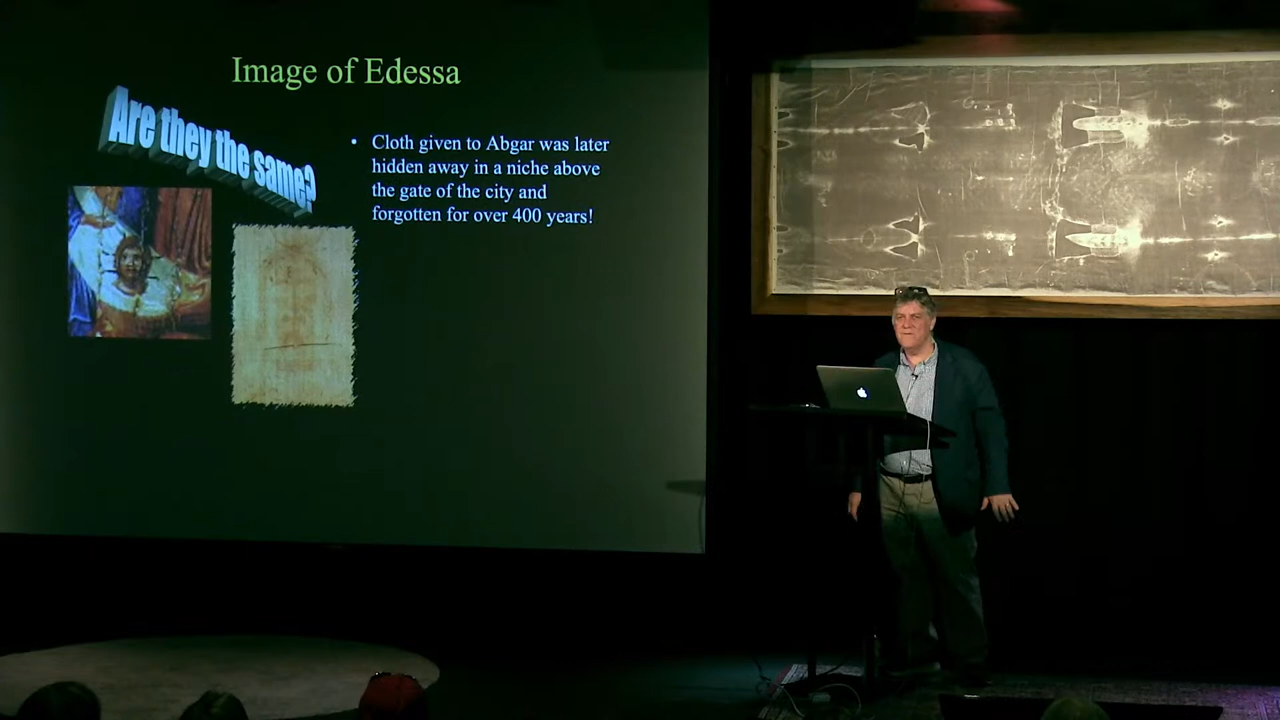 Image of Edessa
Are they the same?
• Cloth given to Abgar was later
hidden away in a niche above
the gate of the city and
forgotten for over 400 years!